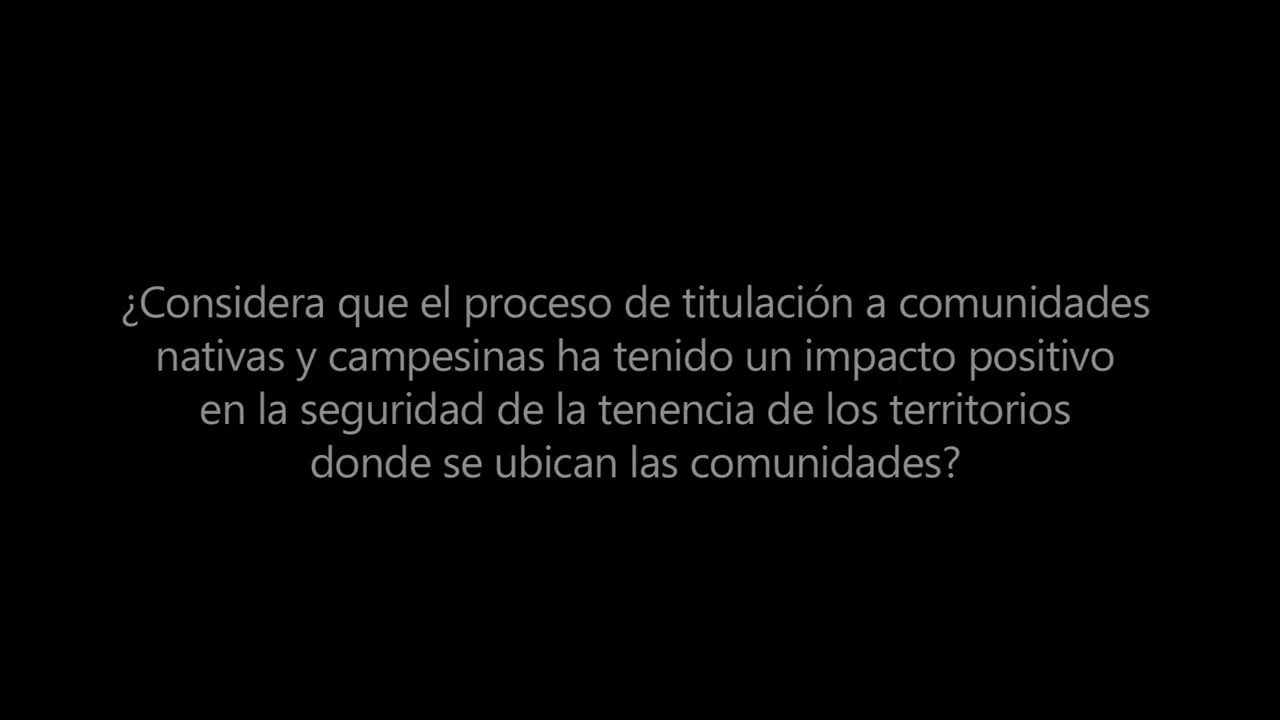 ¿Considera que el proceso de titulación a comunidades
nativas y campesinas ha tenido un impacto positivo
en la seguridad de la tenencia de los territorios
donde se ubican las comunidades?